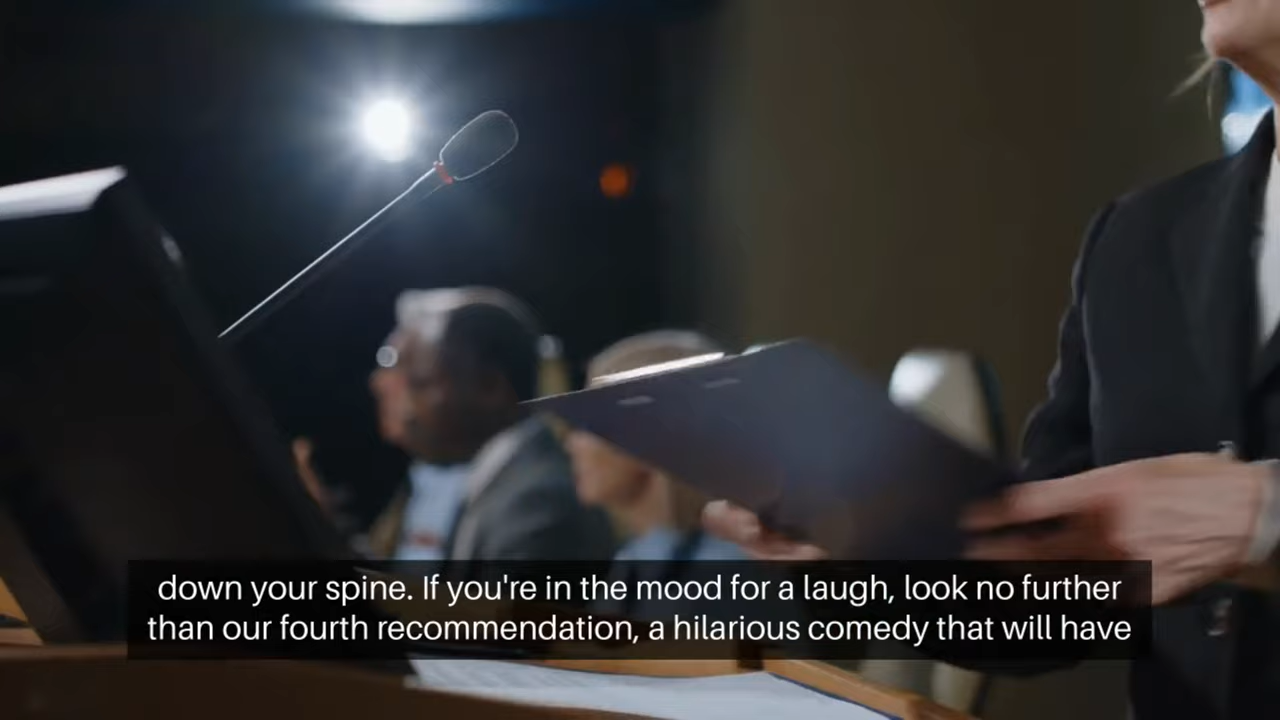 down your spine. If you're in the mood for a laugh, look no further
than our fourth recommendation, a hilarious comedy that will have